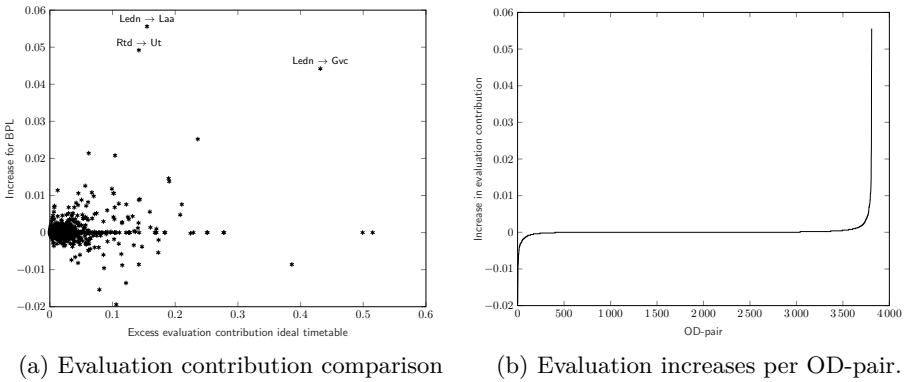 0.06
0.05
0.04
0.03
0.02
0.01
0
−0.01
−0.02
Increase for BPL
Ledn → Laa
Rtd → Ut
Ledn → Gvc
0 0.1 0.2 0.3 0.4 0.5 0.6
Excess evaluation contribution ideal timetable
(a) Evaluation contribution comparison
0.06
0.05
0.04
0.03
0.02
0.01
0
−0.01
−0.02
Increase in evaluation contribution
0 500 1 000 1 500 2 000 2 500 3 000 3 500 4 000
OD-pair
(b) Evaluation increases per OD-pair.